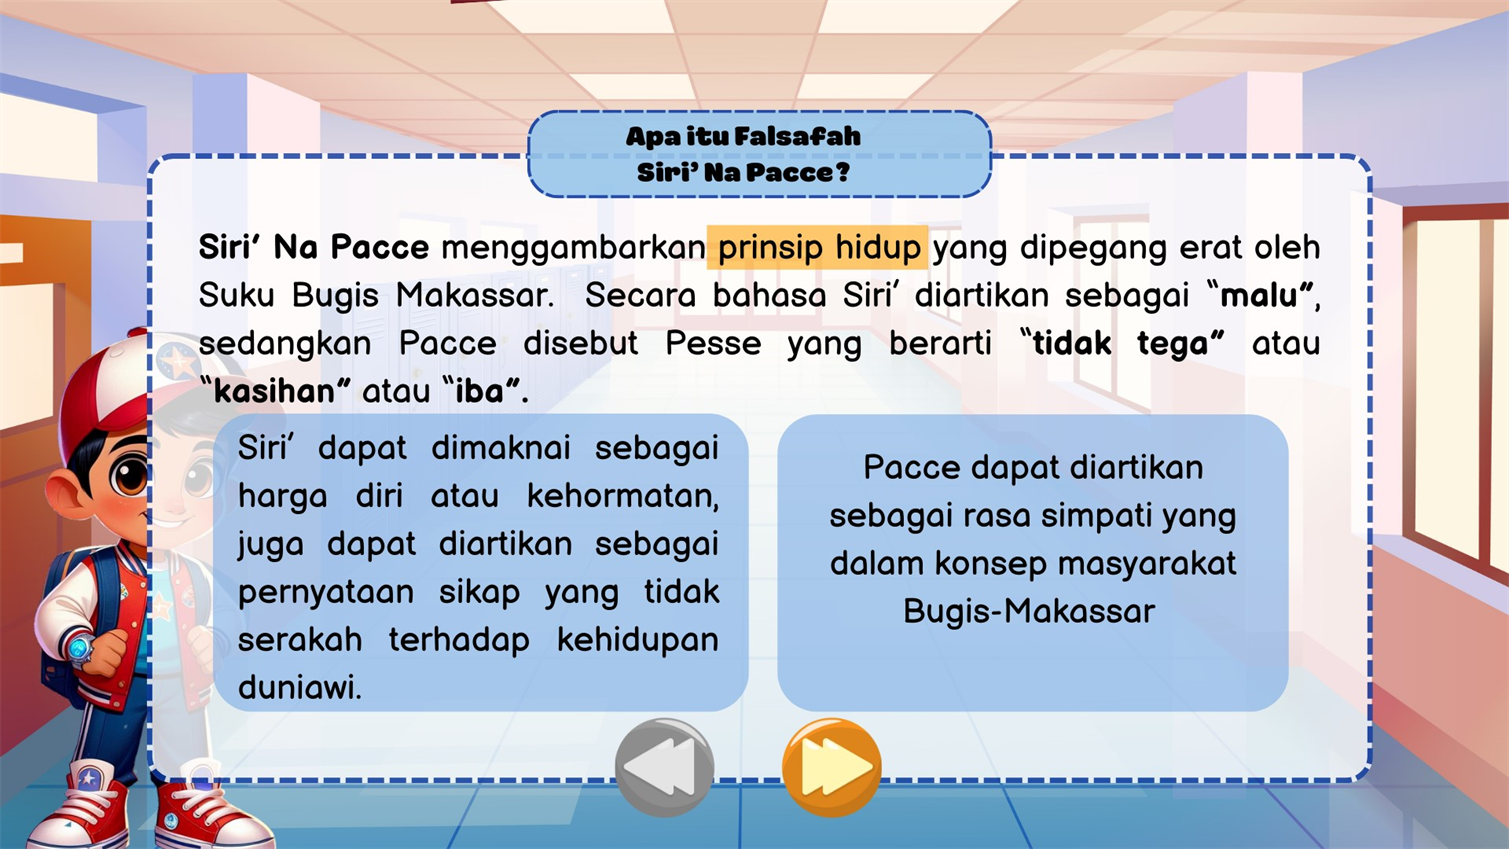 Apa itu Falsafah
Siri’ Na Pacce?
Siri’ Na Pacce menggambarkan prinsip hidup yang dipegang erat oleh
Suku Bugis Makassar. Secara bahasa Siri’ diartikan sebagai “malu”,
sedangkan Pacce disebut Pesse yang berarti “tidak tega” atau
“kasihan” atau “iba”.
Siri’ dapat dimaknai sebagai
harga diri atau kehormatan,
juga dapat diartikan sebagai
pernyataan sikap yang tidak
serakah terhadap kehidupan
duniawi.
Pacce dapat diartikan
sebagai rasa simpati yang
dalam konsep masyarakat
Bugis-Makassar